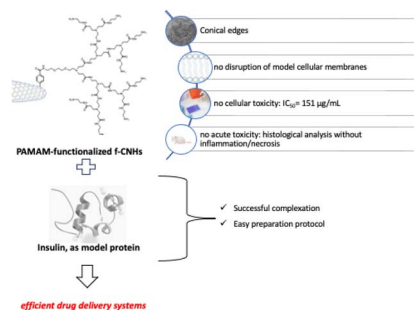 Conical edges
no disruption of model cellular membranes
no cellular toxicity: IC50= 151 µg/mL
no acute toxicity: histological analysis without
inflammation/necrosis
PAMAM-functionalized f-CNHs
✓ Successful complexation
✓ Easy preparation protocol
Insulin, as model protein
efficient drug delivery systems